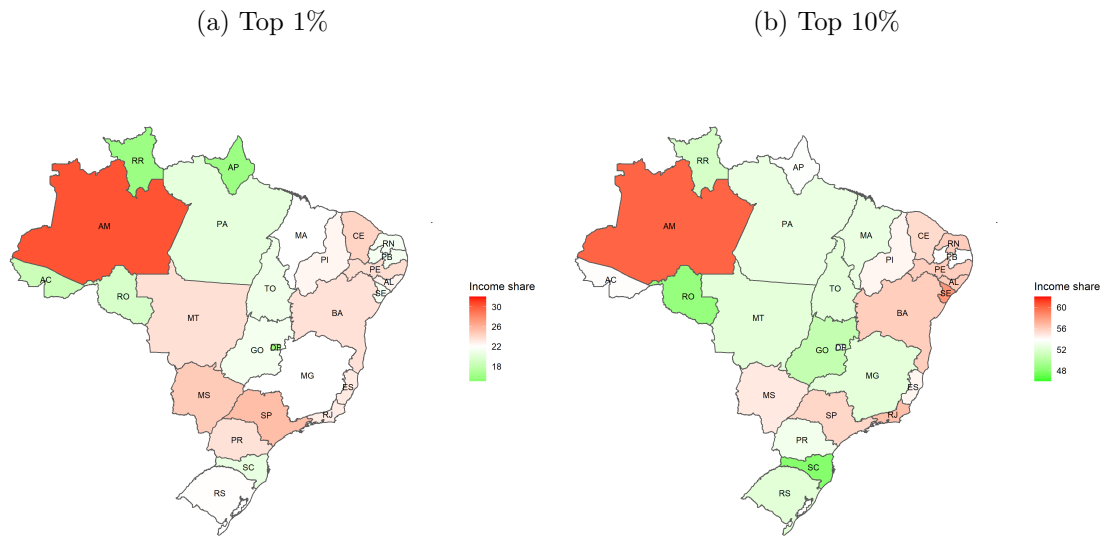 (a) Top 1%
RR
AP
AM
PA
MA
CE
RN
PB
PI
PE
AL
SE
AC
RO
TO
BA
MT
GO
DF
MG
ES
MS
SP
RJ
PR
SC
RS
Income share
30
26
22
18
(b) Top 10%
RR
AP
AM
PA
MA
CE
RN
PB
PI
PE
AL
SE
AC
RO
TO
BA
MT
GO
DF
MG
ES
MS
SP
RJ
PR
SC
RS
Income share
60
56
52
48